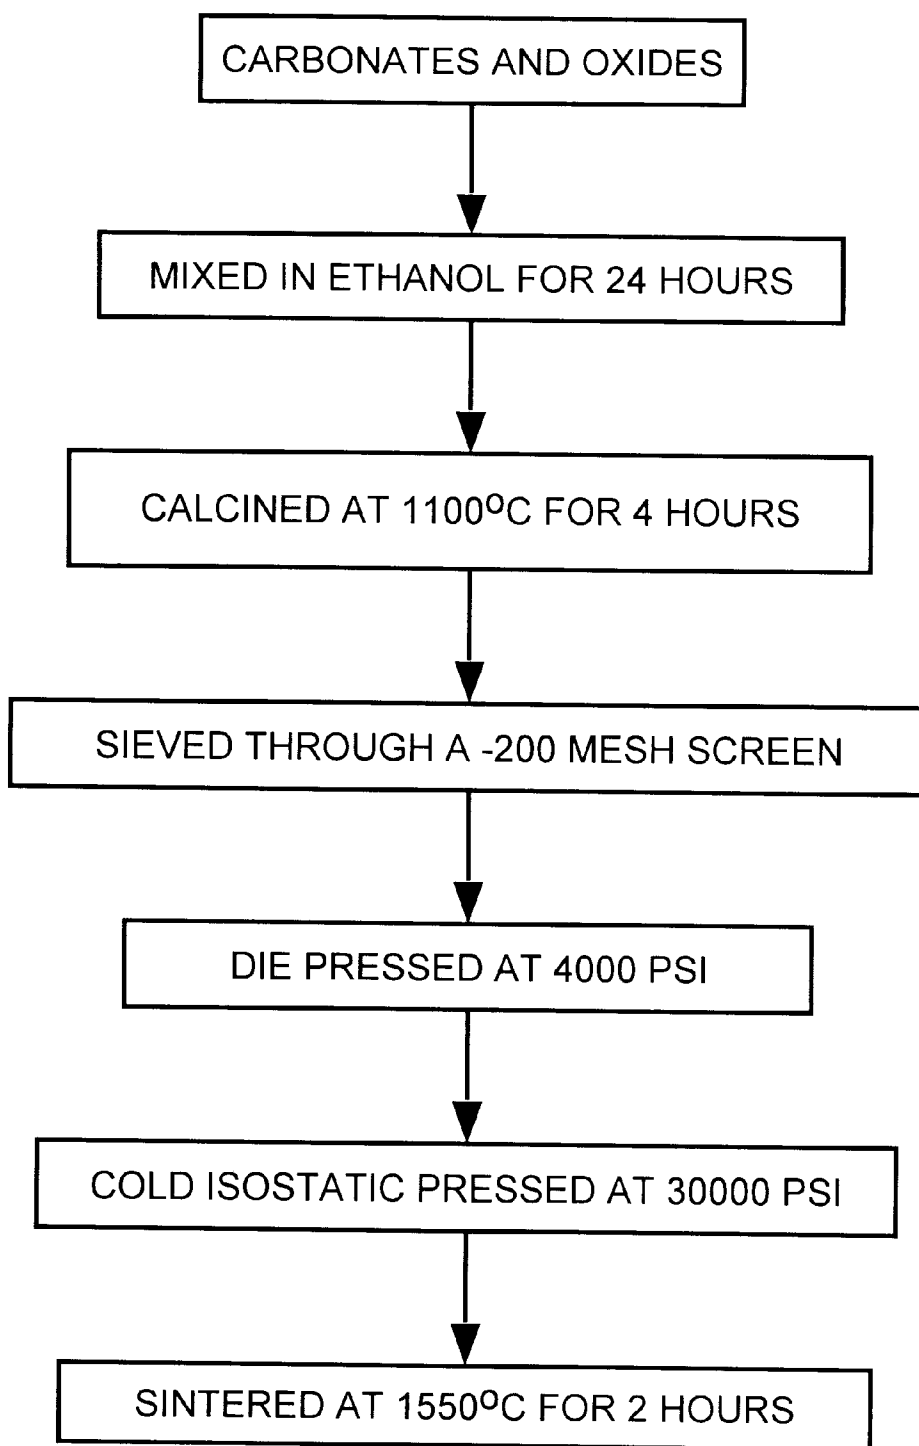 CARBONATES AND OXIDES
MIXED IN ETHANOL FOR 24 HOURS
CALCINED AT 1100ºC FOR 4 HOURS
SIEVED THROUGH A -200 MESH SCREEN
DIE PRESSED AT 4000 PSI
COLD ISOSTATIC PRESSED AT 30000 PSI
SINTERED AT 1550ºC FOR 2 HOURS